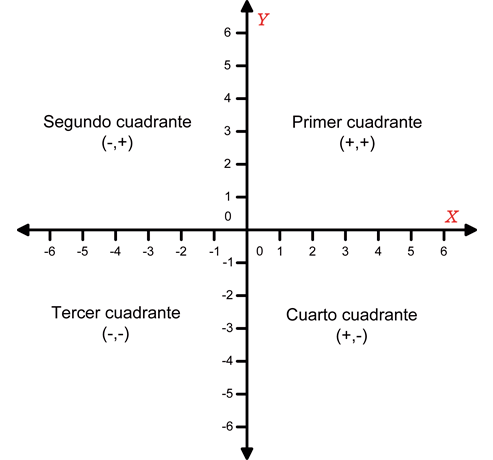 Y
6
5
Segundo cuadrante
(-,+)
4
Primer cuadrante
(+,+)
3
2
1
0
X
-6 -5 -4 -3 -2 -1 0 1 2 3 4 5 6
-1
-2
Tercer cuadrante
(-,-)
-3
Cuarto cuadrante
(+,-)
-4
-5
-6